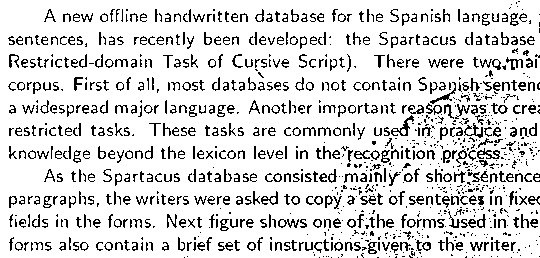 A new offline handwritten database for the Spanish language,
sentences, has recently been developed: the Spartacus database
Restricted-domain Task of Cursive Script). There were two
corpus. First of all, most databases do not contain Spanish
a widespread major language. Another important reason was to
restricted tasks. These tasks are commonly used in practice and
knowledge beyond the lexicon level in the recognition process.
As the Spartacus database consisted mainly of short sentence
paragraphs, the writers were asked to copy a set of sentences in
fields in the forms. Next figure shows one of the forms used in the
forms also contain a brief set of instructions given to the writer.